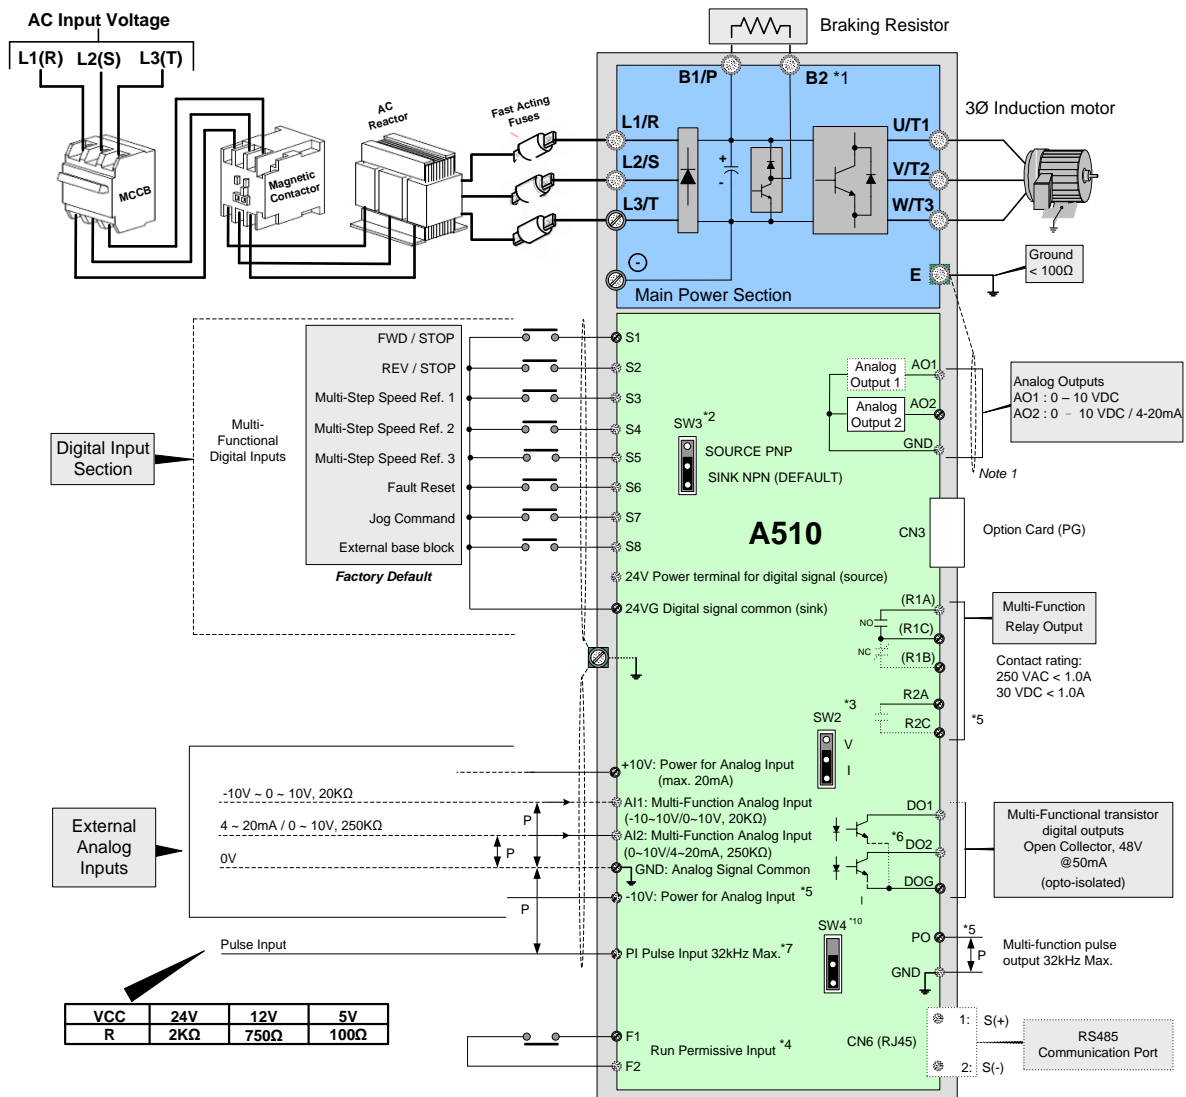 AC Input Voltage
L1(R) L2(S) L3(T)
MCCB
Magnetic
Contactor
AC
Reactor
Fast Acting
Fuses
Braking Resistor
B1/P
B2 *1
L1/R
L2/S
L3/T
+
-
U/T1
V/T2
W/T3
3Ø Induction motor
E
Ground
< 100Ω
Main Power Section
Digital Input
Section
Multi-
Functional
Digital Inputs
FWD / STOP
REV / STOP
Multi-Step Speed Ref. 1
Multi-Step Speed Ref. 2
Multi-Step Speed Ref. 3
Fault Reset
Jog Command
External base block
Factory Default
S1
S2
S3
S4
S5
S6
S7
S8
24V Power terminal for digital signal (source)
24VG Digital signal common (sink)
SW3 *2
SOURCE PNP
SINK NPN (DEFAULT)
A510
Analog
Output 1
Analog
Output 2
AO1
AO2
GND
Analog Outputs
AO1 : 0 – 10 VDC
AO2 : 0 – 10 VDC / 4-20mA
Note 1
CN3
Option Card (PG)
(R1A)
NO
(R1C)
NC
(R1B)
R2A
R2C
*5
Multi-Function
Relay Output
Contact rating:
250 VAC < 1.0A
30 VDC < 1.0A
SW2 *3
V
I
External
Analog
Inputs
-10V ~ 0 ~ 10V, 20KΩ
4 ~ 20mA / 0 ~ 10V, 250KΩ
0V
P
P
P
+10V: Power for Analog Input
(max. 20mA)
AI1: Multi-Function Analog Input
(-10~10V/0~10V, 20KΩ)
AI2: Multi-Function Analog Input
(0~10V/4~20mA, 250KΩ)
GND: Analog Signal Common
-10V: Power for Analog Input *5
DO1
*6
DO2
DOG
I
Multi-Functional transistor
digital outputs
Open Collector, 48V
@50mA
(opto-isolated)
Pulse Input
PI Pulse Input 32kHz Max. *7
SW4 *10
PO
*5
P
GND
Multi-function pulse
output 32kHz Max.
VCC 24V 12V 5V
R 2KΩ 750Ω 100Ω
F1
F2
Run Permissive Input *4
CN6 (RJ45)
1: S(+)
2: S(-)
RS485
Communication Port